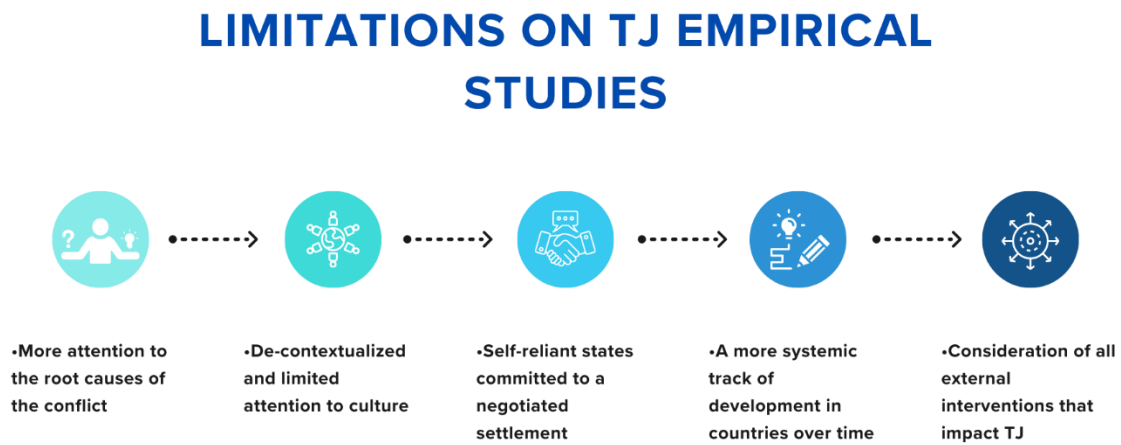 LIMITATIONS ON TJ EMPIRICAL
STUDIES
?
•More attention to
the root causes of
the conflict
•De-contextualized
and limited
attention to culture
•Self-reliant states
committed to a
negotiated
settlement
•A more systemic
track of
development in
countries over time
•Consideration of all
external
interventions that
impact TJ